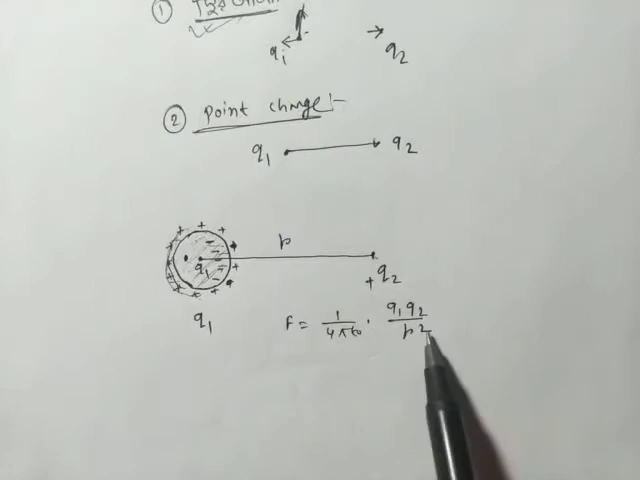 ①
q1 q2
② Point charge :-
q1 q2
+ + + + + + + + +
r
q1
+ q2
q1
F = 1/4πε0 · q1q2/r2